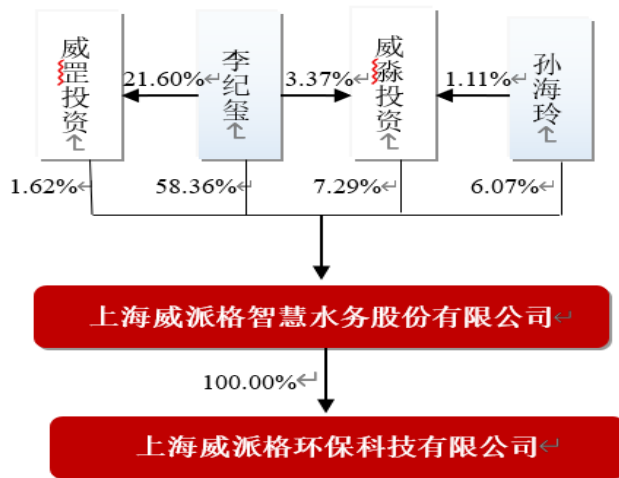 威罡投资
21.60%
李纪玺
3.37%
威淼投资
1.11%
孙海玲
1.62%
58.36%
7.29%
6.07%
上海威派格智慧水务股份有限公司
100.00%
上海威派格环保科技有限公司